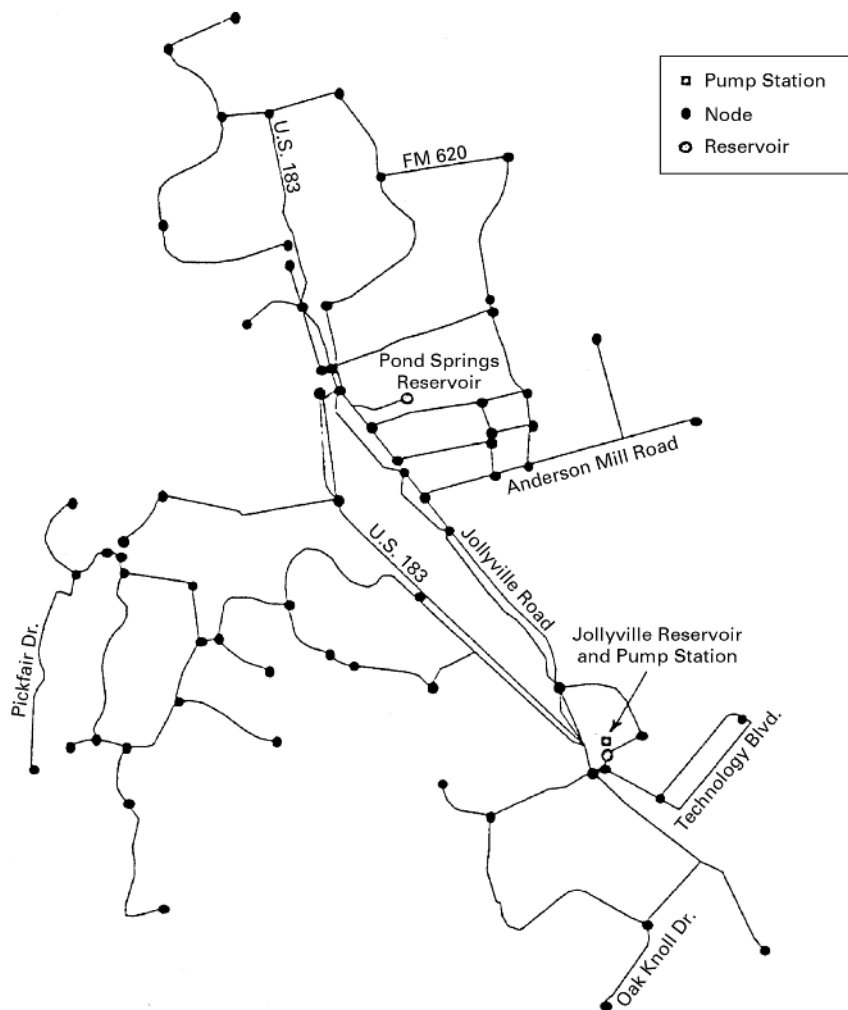 Pump Station
Node
Reservoir
U.S. 183
FM 620
Pond Springs
Reservoir
Anderson Mill Road
U.S. 183
Jollyville Road
Jollyville Reservoir
and Pump Station
Pickfair Dr.
Technology Blvd.
Oak Knoll Dr.